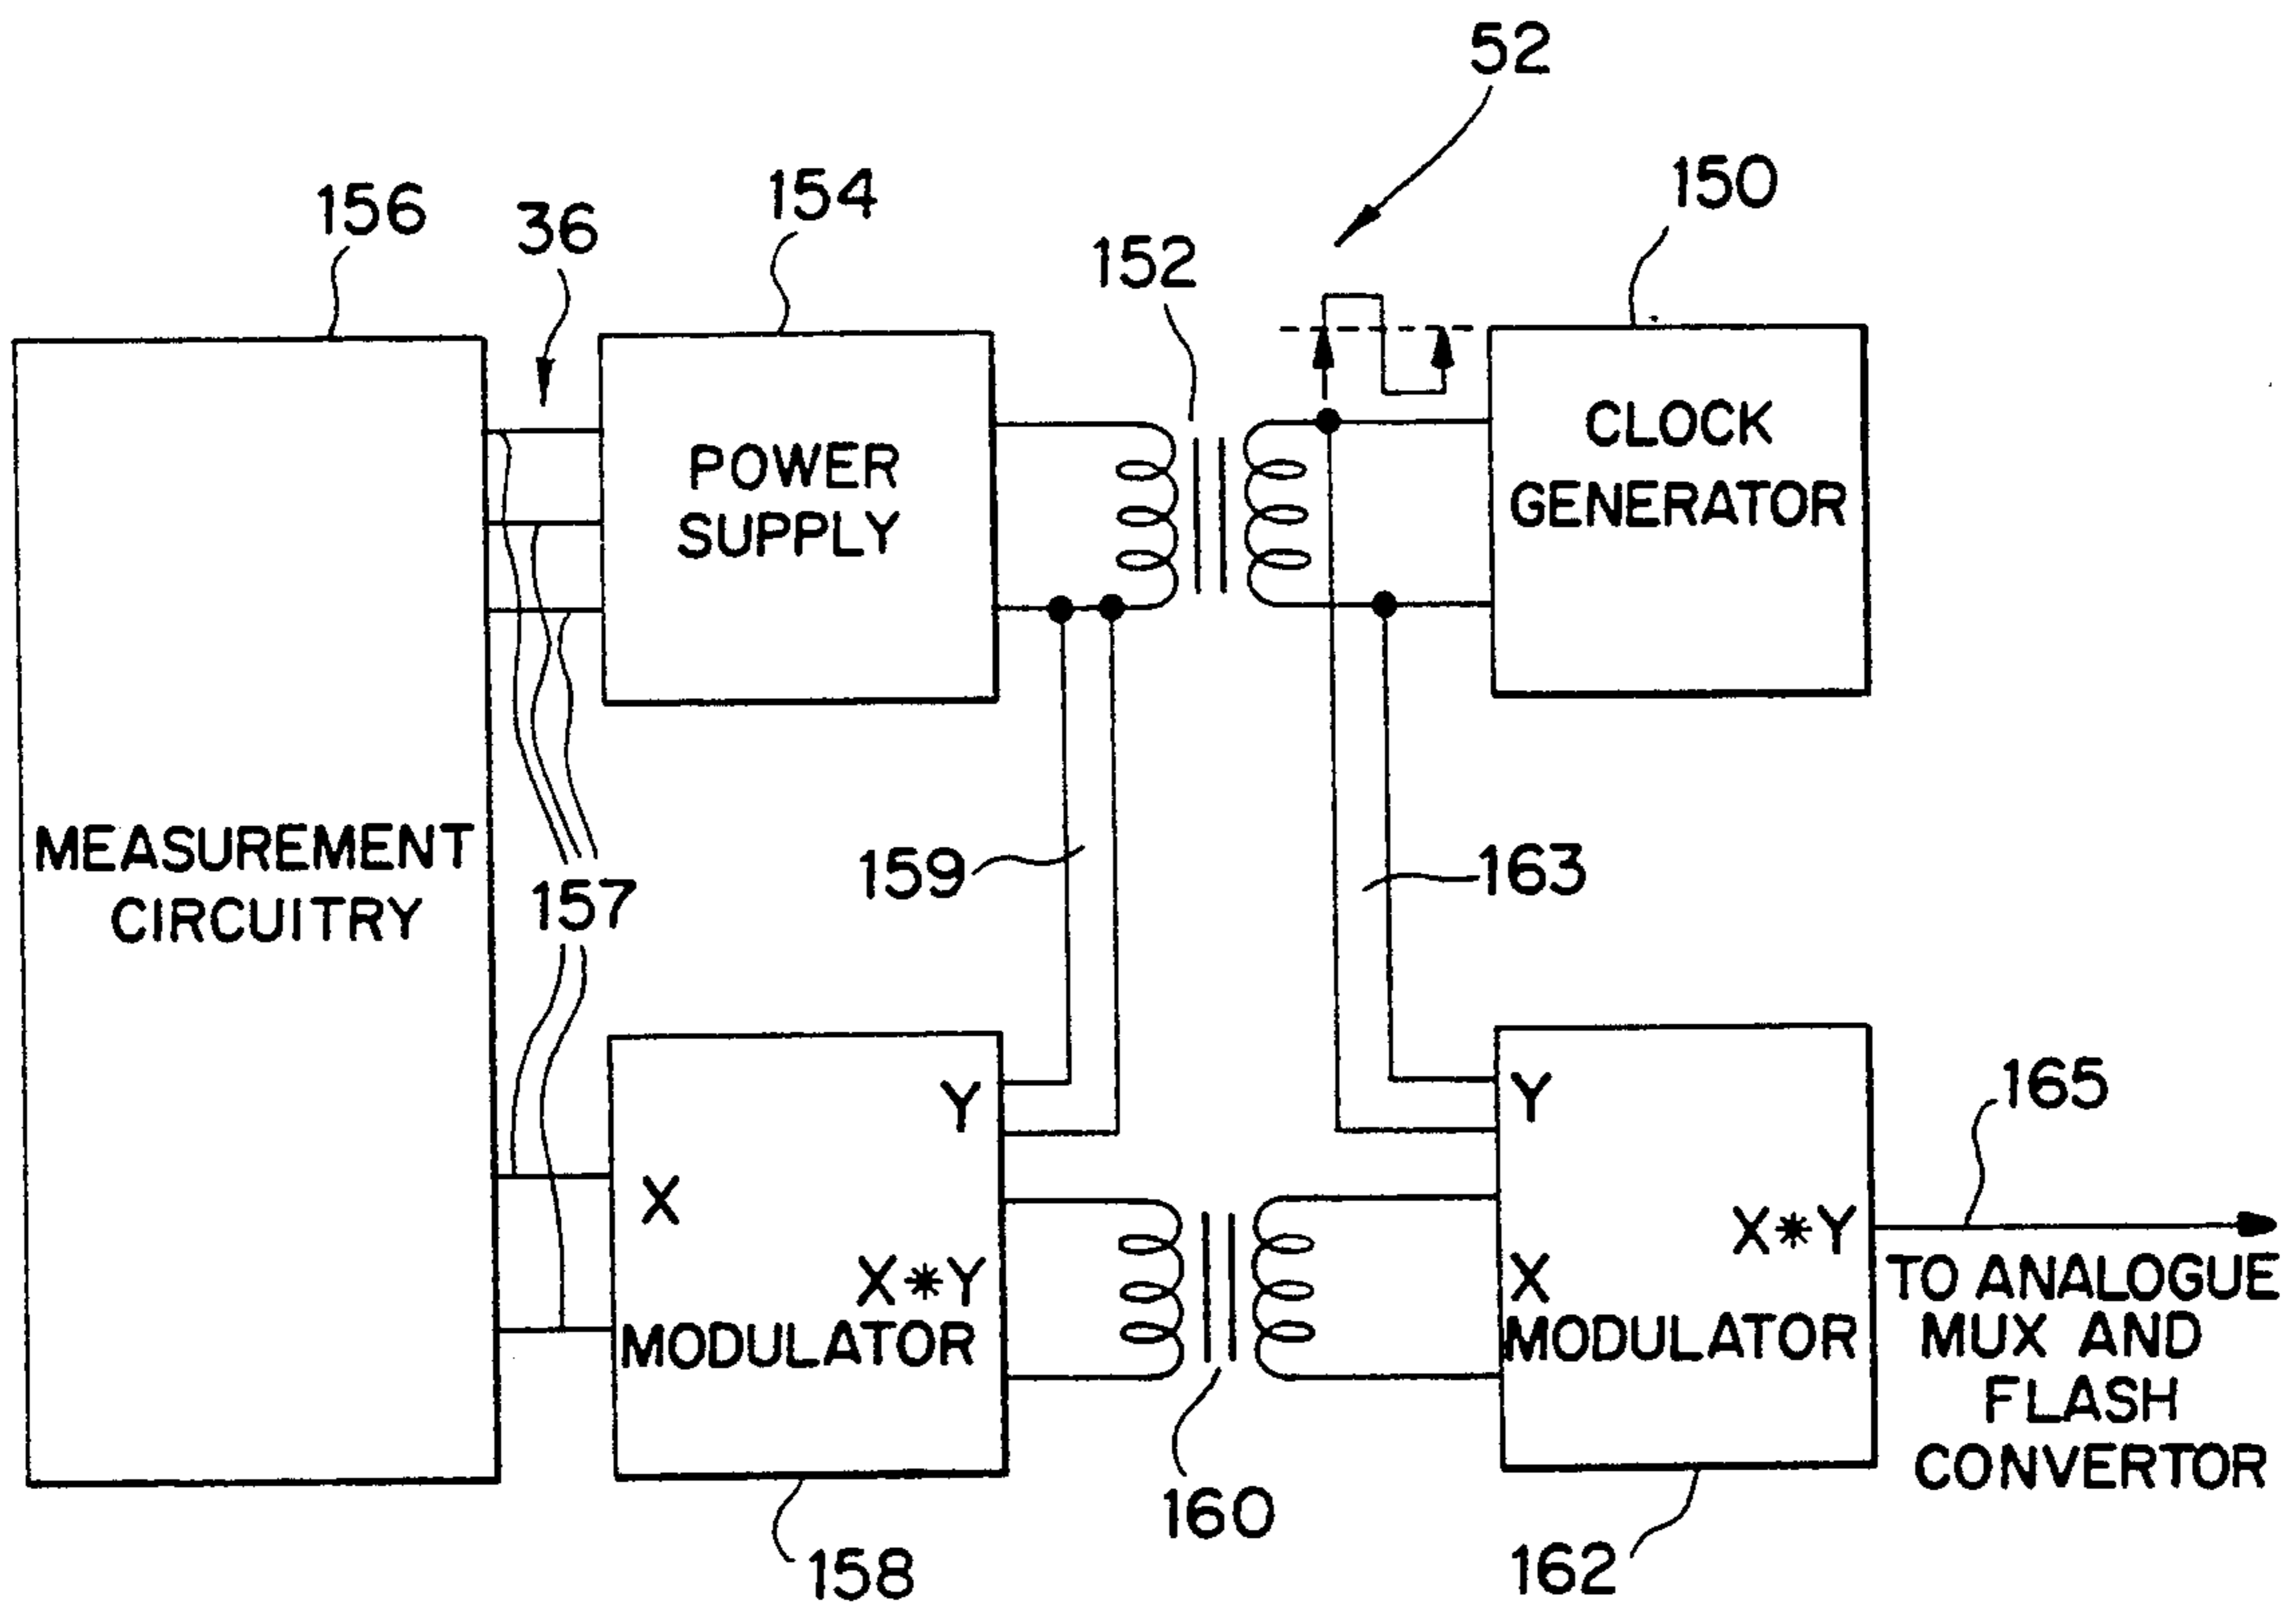 52
150
154
156
36
152
CLOCK
GENERATOR
POWER
SUPPLY
MEASUREMENT
CIRCUITRY
157
159
163
Y
X
X*Y
MODULATOR
Y
X*Y
X
MODULATOR
165
TO ANALOGUE
MUX AND
FLASH
CONVERTOR
160
158
162